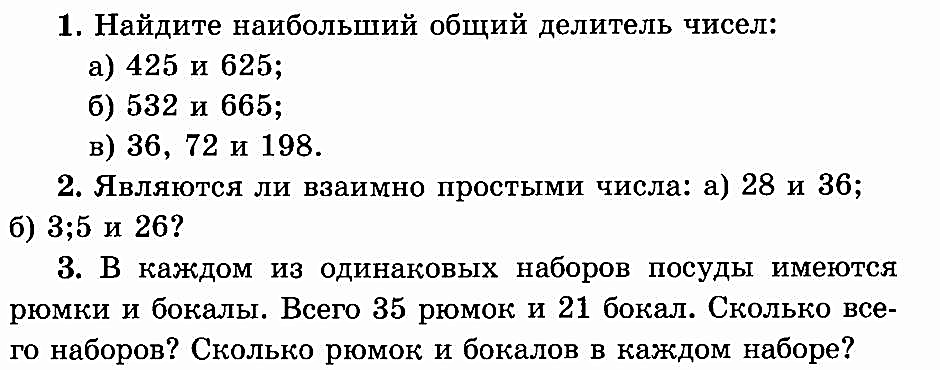 1. Найдите наибольший общий делитель чисел:
а) 425 и 625;
б) 532 и 665;
в) 36, 72 и 198.
2. Являются ли взаимно простыми числа: а) 28 и 36;
б) 3;5 и 26?
3. В каждом из одинаковых наборов посуды имеются
рюмки и бокалы. Всего 35 рюмок и 21 бокал. Сколько все-
го наборов? Сколько рюмок и бокалов в каждом наборе?